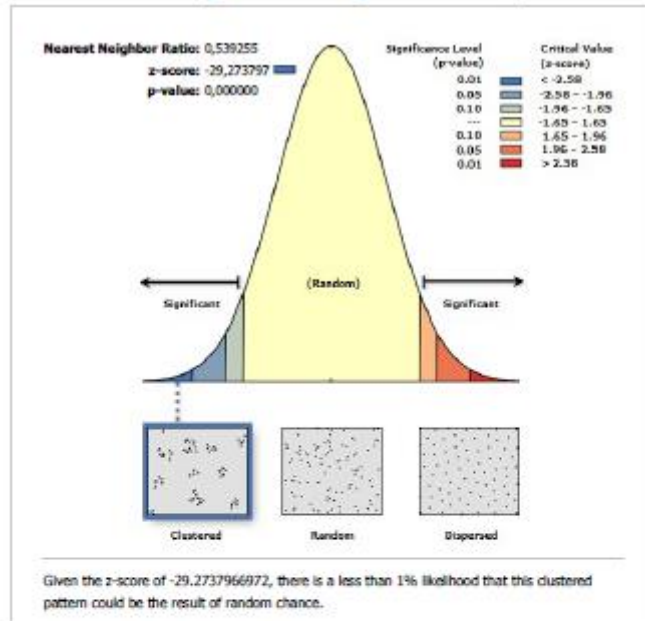 Nearest Neighbor Ratio: 0,539255
z-score: -29,273797
p-value: 0,000000
Significance Level
(p-value)
Critical Value
(z-score)
0.01 < -2.58
0.05 -2.58 – -1.96
0.10 -1.96 – -1.65
--- -1.65 – 1.65
0.10 1.65 – 1.96
0.05 1.96 – 2.58
0.01 > 2.58
(Random)
Significant
Significant
Clustered
Random
Dispersed
Given the z-score of -29.2737966972, there is a less than 1% likelihood that this clustered
pattern could be the result of random chance.